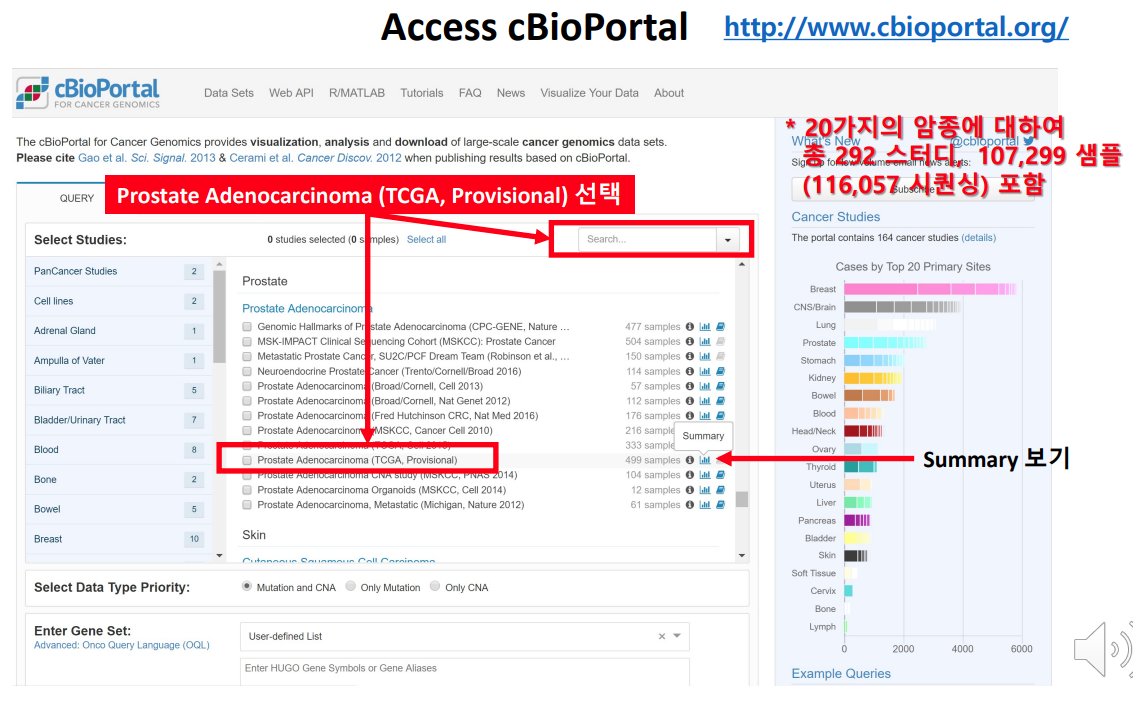 Access cBioPortal http://www.cbioportal.org/
cBioPortal
FOR CANCER GENOMICS
Data Sets Web API R/MATLAB Tutorials FAQ News Visualize Your Data About
The cBioPortal for Cancer Genomics provides visualization, analysis and download of large-scale cancer genomics data sets.
Please cite Gao et al. Sci. Signal. 2013 & Cerami et al. Cancer Discov. 2012 when publishing results based on cBioPortal.
* 20가지의 암종에 대하여
총 292 스터디, 107,299 샘플
(116,057 시퀀싱) 포함
What's New @cbioportal
Sign up for low-volume email news alerts:
Subscribe
QUERY
Prostate Adenocarcinoma (TCGA, Provisional) 선택
Select Studies:
0 studies selected (0 samples) Select all
Search...
PanCancer Studies 2
Cell lines 2
Adrenal Gland 1
Ampulla of Vater 1
Biliary Tract 5
Bladder/Urinary Tract 7
Blood 8
Bone 2
Bowel 5
Breast 10
Prostate
Prostate Adenocarcinoma
Genomic Hallmarks of Prostate Adenocarcinoma (CPC-GENE, Nature ... 477 samples
MSK-IMPACT Clinical Sequencing Cohort (MSKCC): Prostate Cancer 504 samples
Metastatic Prostate Cancer, SU2C/PCF Dream Team (Robinson et al., ... 150 samples
Neuroendocrine Prostate Cancer (Trento/Cornell/Broad 2016) 114 samples
Prostate Adenocarcinoma (Broad/Cornell, Cell 2013) 57 samples
Prostate Adenocarcinoma (Broad/Cornell, Nat Genet 2012) 112 samples
Prostate Adenocarcinoma (Fred Hutchinson CRC, Nat Med 2016) 176 samples
Prostate Adenocarcinoma (MSKCC, Cancer Cell 2010) 216 samples
Prostate Adenocarcinoma (TCGA, Cell 2015) 333 samples
Summary
Prostate Adenocarcinoma (TCGA, Provisional) 499 samples
Prostate Adenocarcinoma CNA study (MSKCC, PNAS 2014) 104 samples
Prostate Adenocarcinoma Organoids (MSKCC, Cell 2014) 12 samples
Prostate Adenocarcinoma, Metastatic (Michigan, Nature 2012) 61 samples
Skin
Cutaneous Squamous Cell Carcinoma
Summary 보기
Select Data Type Priority:
Mutation and CNA Only Mutation Only CNA
Enter Gene Set:
Advanced: Onco Query Language (OQL)
User-defined List
Enter HUGO Gene Symbols or Gene Aliases
Cancer Studies
The portal contains 164 cancer studies (details)
Cases by Top 20 Primary Sites
Breast
CNS/Brain
Lung
Prostate
Stomach
Kidney
Bowel
Blood
Head/Neck
Ovary
Thyroid
Uterus
Liver
Pancreas
Bladder
Skin
Soft Tissue
Cervix
Bone
Lymph
0 2000 4000 6000
Example Queries